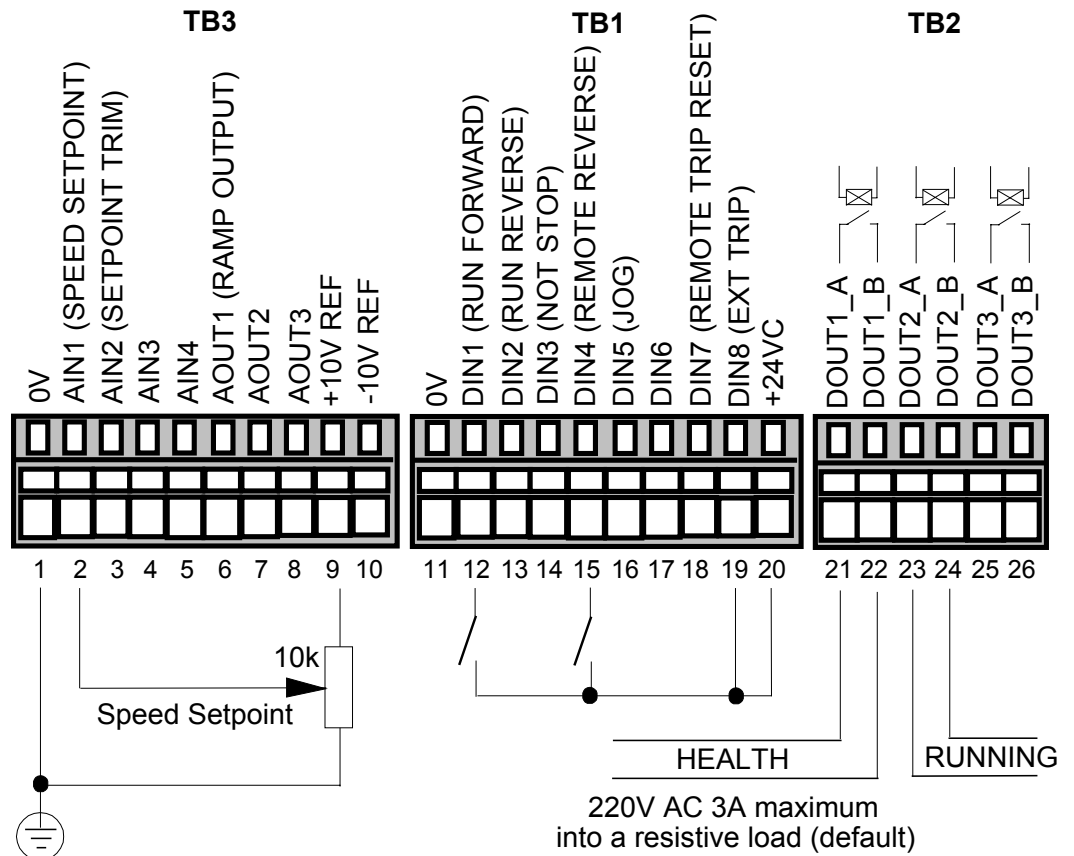 TB3
TB1
TB2
0V
AIN1 (SPEED SETPOINT)
AIN2 (SETPOINT TRIM)
AIN3
AIN4
AOUT1 (RAMP OUTPUT)
AOUT2
AOUT3
+10V REF
-10V REF
0V
DIN1 (RUN FORWARD)
DIN2 (RUN REVERSE)
DIN3 (NOT STOP)
DIN4 (REMOTE REVERSE)
DIN5 (JOG)
DIN6
DIN7 (REMOTE TRIP RESET)
DIN8 (EXT TRIP)
+24VC
DOUT1_A
DOUT1_B
DOUT2_A
DOUT2_B
DOUT3_A
DOUT3_B
1 2 3 4 5 6 7 8 9 10
11 12 13 14 15 16 17 18 19 20
21 22 23 24 25 26
10k
Speed Setpoint
HEALTH
RUNNING
220V AC 3A maximum
into a resistive load (default)